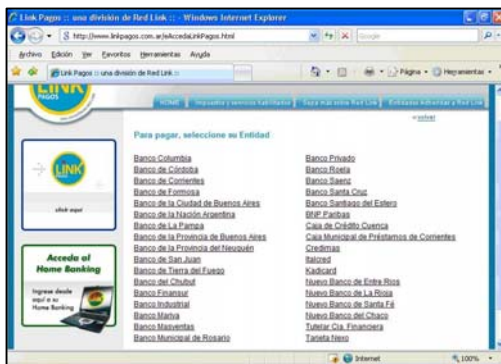 Link Pagos :: una división de Red Link :: - Windows Internet Explorer
http://www.linkpagos.com.ar/eAccedaLinkPagos.html
Google
Archivo Edición Ver Favoritos Herramientas Ayuda
Link Pagos :: una división de Red Link ::
Página Herramientas
LINK
PAGOS
HOME Impuestos y servicios habilitados Sepa más sobre Red Link Entidades Adheridas a Red Link
volver
Para pagar, seleccione su Entidad
Banco Columbia
Banco de Córdoba
Banco de Corrientes
Banco de Formosa
Banco de la Ciudad de Buenos Aires
Banco de la Nación Argentina
Banco de La Pampa
Banco de la Provincia de Buenos Aires
Banco de la Provincia del Neuquén
Banco de San Juan
Banco de Tierra del Fuego
Banco del Chubut
Banco Finansur
Banco Industrial
Banco Mariva
Banco Masventas
Banco Municipal de Rosario
Banco Privado
Banco Roela
Banco Saenz
Banco Santa Cruz
Banco Santiago del Estero
BNP Paribas
Caja de Crédito Cuenca
Caja Municipal de Préstamos de Corrientes
Credimas
Italcred
Kadicard
Nuevo Banco de Entre Rios
Nuevo Banco de La Rioja
Nuevo Banco de Santa Fé
Nuevo Banco del Chaco
Tutelar Cia. Financiera
Tarjeta Nexo
LINK
click aquí
Acceda al
Home Banking
Ingrese desde
aquí a su
Home Banking
Internet 100%